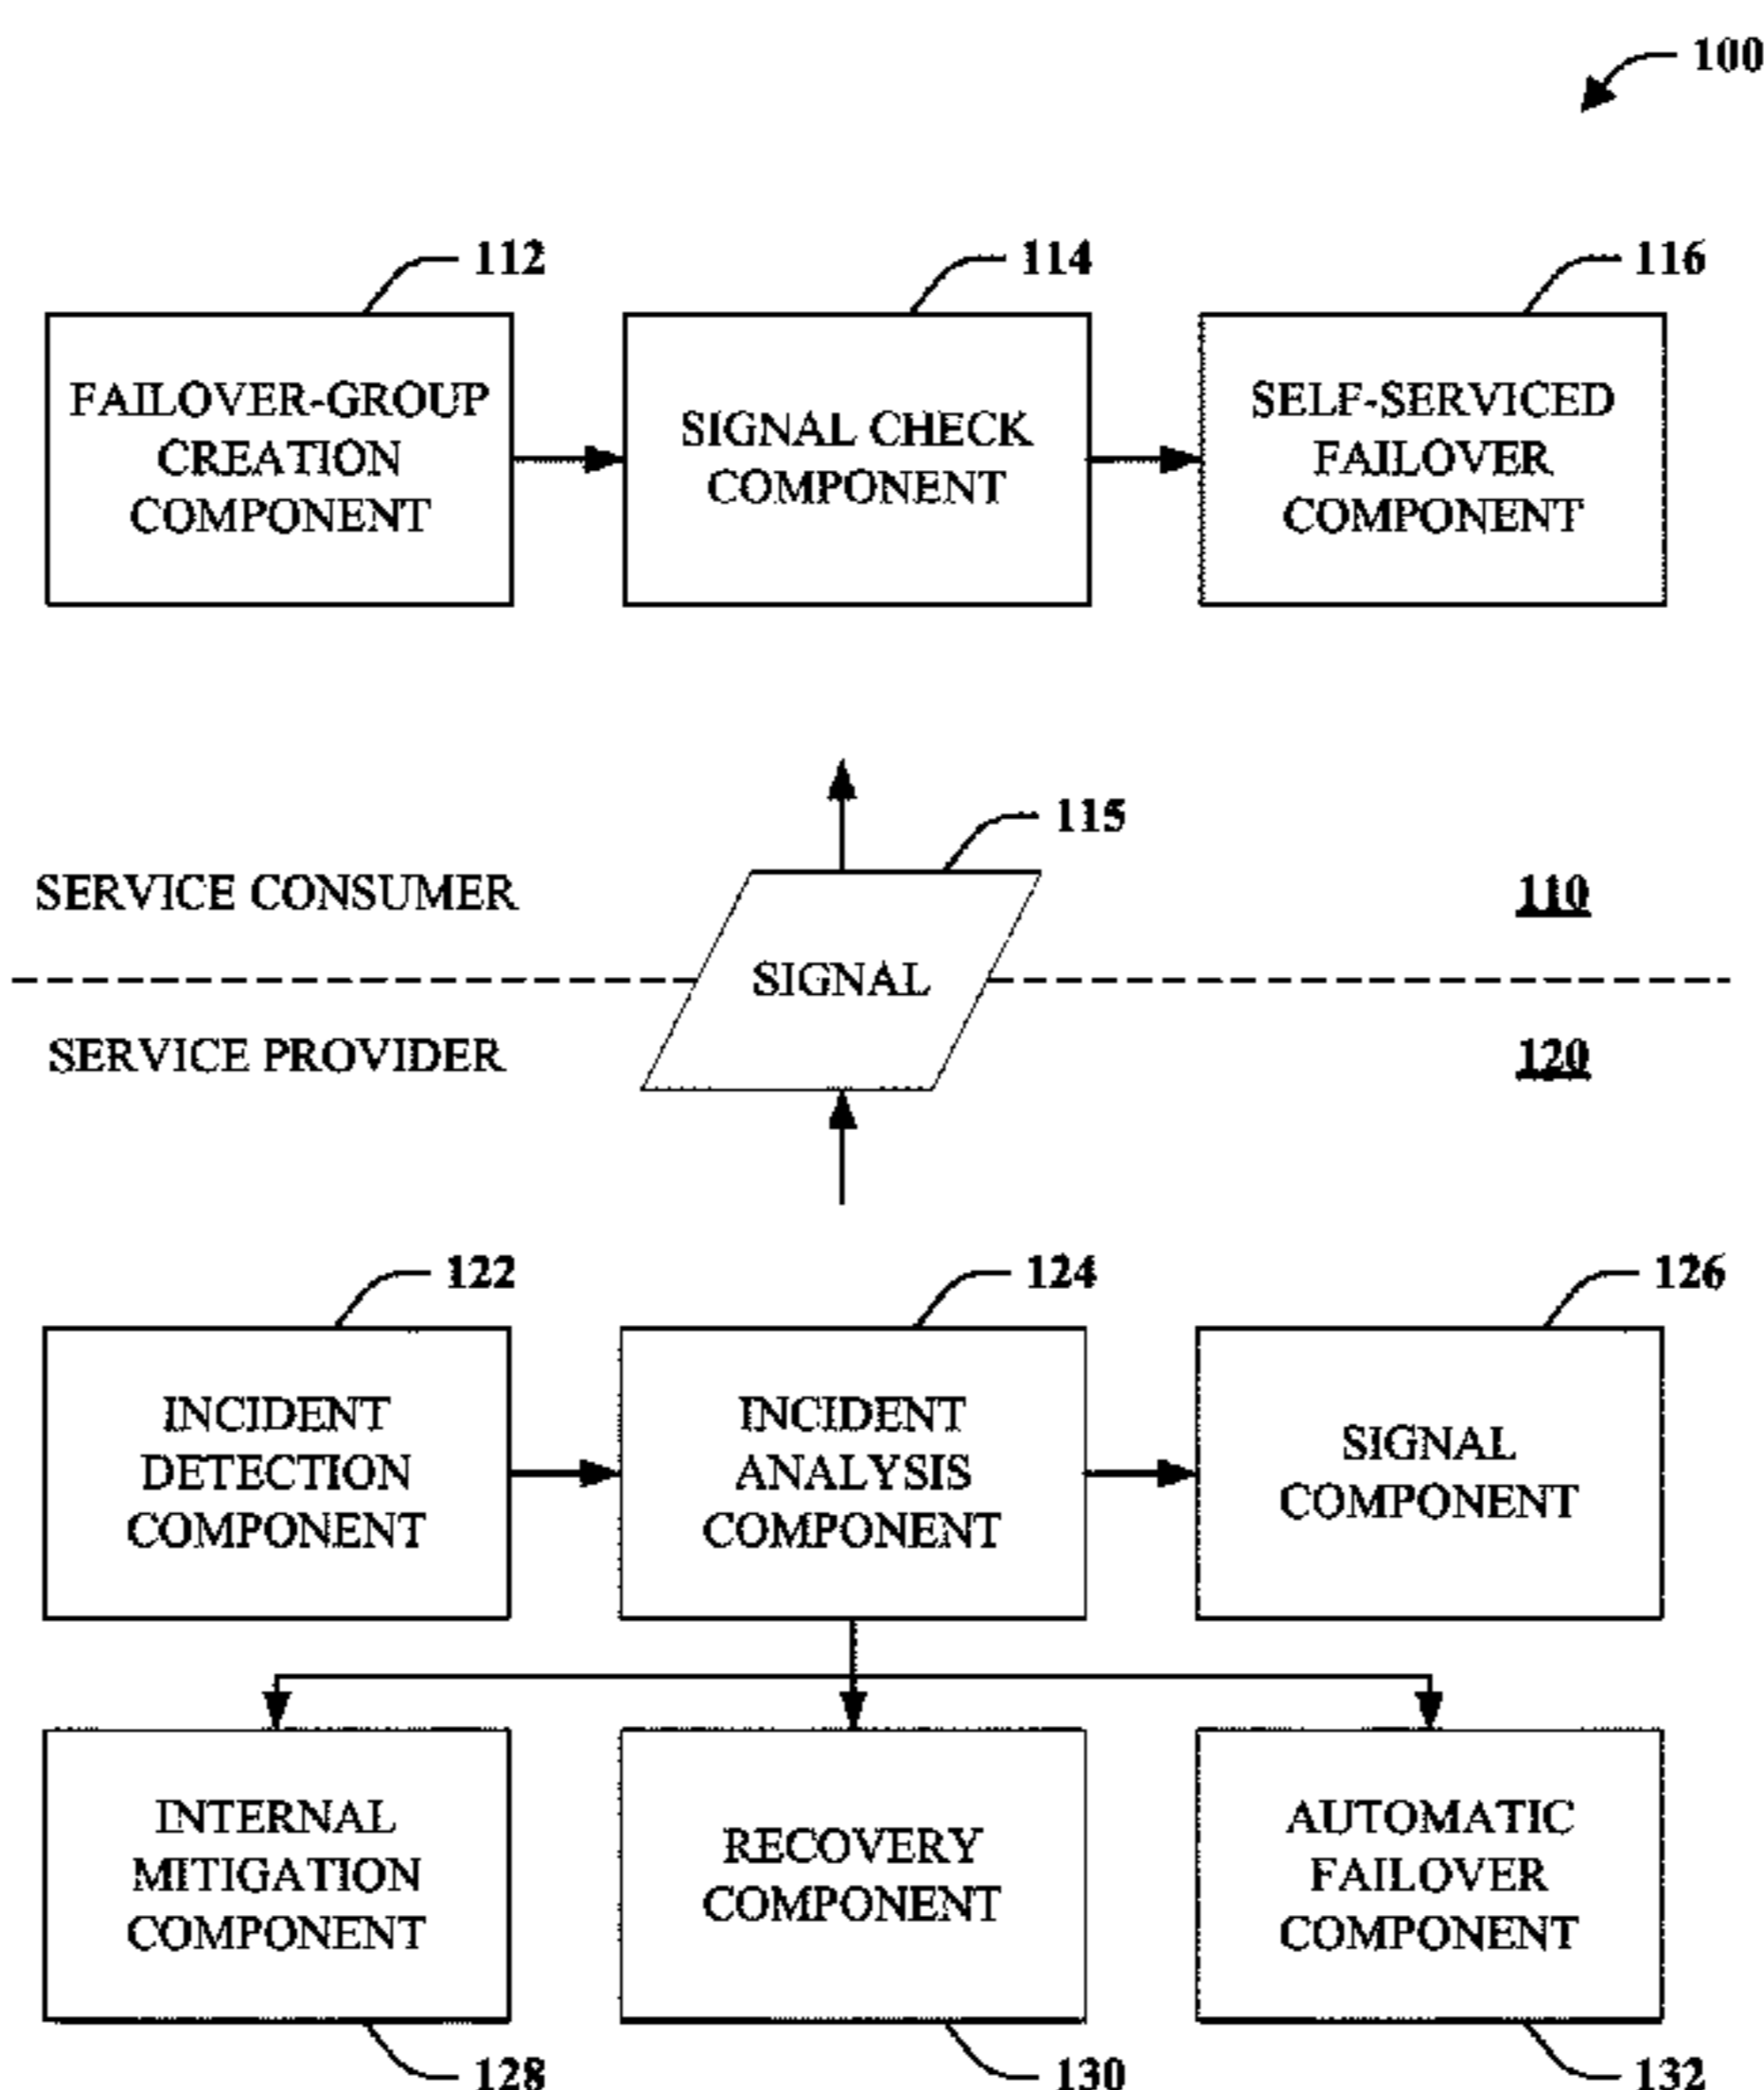 100
112
114
116
FAILOVER-GROUP
CREATION
COMPONENT
SIGNAL CHECK
COMPONENT
SELF-SERVICED
FAILOVER
COMPONENT
115
SERVICE CONSUMER
110
SIGNAL
SERVICE PROVIDER
120
122
124
126
INCIDENT
DETECTION
COMPONENT
INCIDENT
ANALYSIS
COMPONENT
SIGNAL
COMPONENT
INTERNAL
MITIGATION
COMPONENT
RECOVERY
COMPONENT
AUTOMATIC
FAILOVER
COMPONENT
128
130
132